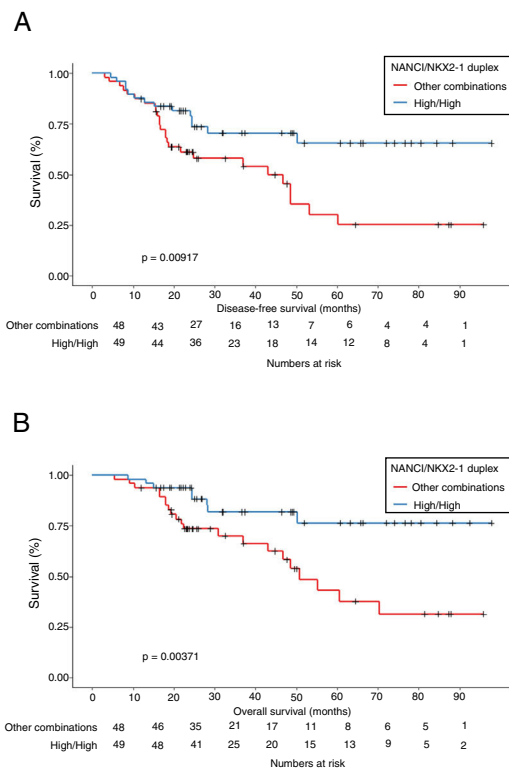 A
NANCI/NKX2-1 duplex
Other combinations
High/High
1.00
0.75
0.50
0.25
0.00
Survival (%)
p = 0.00917
0 10 20 30 40 50 60 70 80 90
Disease-free survival (months)
Other combinations 48 43 27 16 13 7 6 4 4 1
High/High 49 44 36 23 18 14 12 8 4 1
Numbers at risk
B
NANCI/NKX2-1 duplex
Other combinations
High/High
1.00
0.75
0.50
0.25
0.00
Survival (%)
p = 0.00371
0 10 20 30 40 50 60 70 80 90
Overall survival (months)
Other combinations 48 46 35 21 17 11 8 6 5 1
High/High 49 48 41 25 20 15 13 9 5 2
Numbers at risk